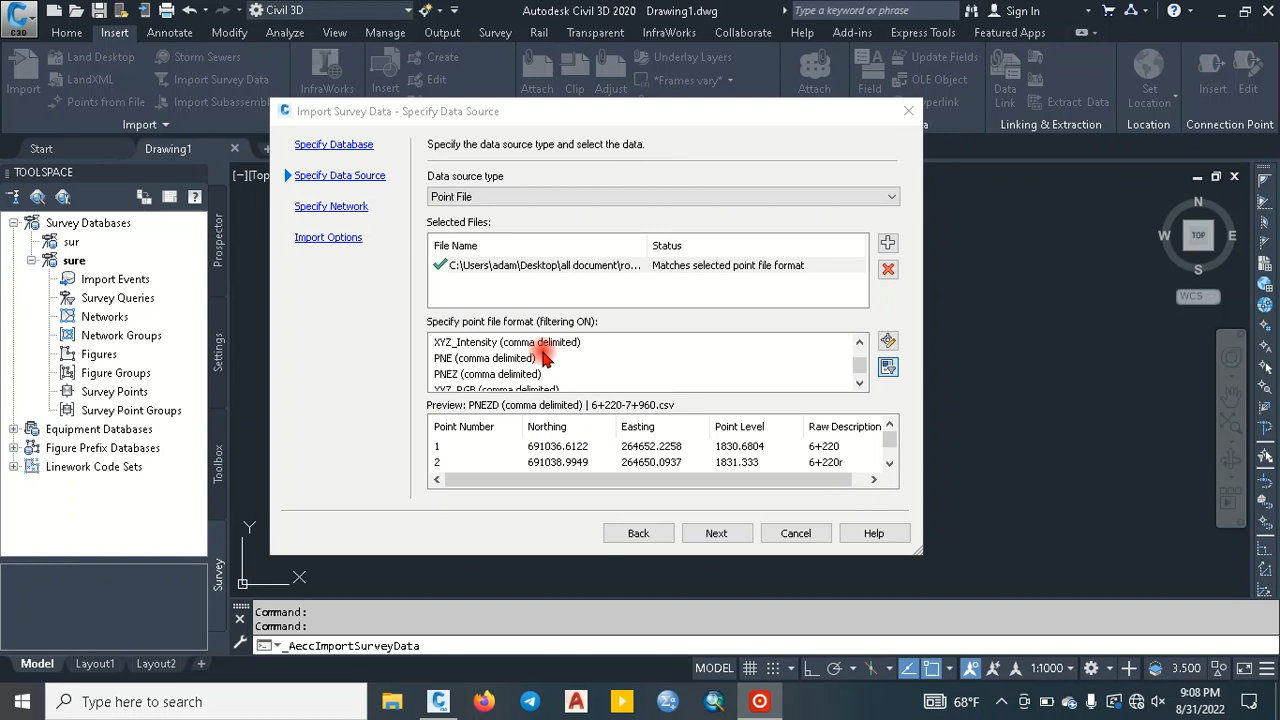 C3D
Civil 3D
Autodesk Civil 3D 2020 Drawing1.dwg
Type a keyword or phrase
Sign In
Home Insert Annotate Modify Analyze View Manage Output Survey Rail Transparent InfraWorks Collaborate Help Add-ins Express Tools Featured Apps
Import
Land Desktop
LandXML
Points from File
Storm Sewers
Import Survey Data
Import Subassemb
Import
InfraWorks
Insert
Create
Edit
Attach Clip Adjust
Underlay Layers
*Frames vary*
Attach
Field
Update Fields
OLE Object
yperlink
Data Link
Extract Data
Linking & Extraction
Set Location
Insert Edit
Connection Point
Start
Drawing1
TOOLSPACE
Survey Databases
sur
sure
Import Events
Survey Queries
Networks
Network Groups
Figures
Figure Groups
Survey Points
Survey Point Groups
Equipment Databases
Figure Prefix Databases
Linework Code Sets
Prospector
Settings
Toolbox
Survey
[−][Top
Import Survey Data - Specify Data Source
Specify Database
Specify Data Source
Specify Network
Import Options
Specify the data source type and select the data.
Data source type
Point File
Selected Files:
File Name Status
C:\Users\adam\Desktop\all document\ro... Matches selected point file format
Specify point file format (filtering ON):
XYZ_Intensity (comma delimited)
PNE (comma delimited)
PNEZ (comma delimited)
XYZ_RGB (comma delimited)
Preview: PNEZD (comma delimited) | 6+220-7+960.csv
Point Number Northing Easting Point Level Raw Description
1 691036.6122 264652.2258 1830.6804 6+220
2 691038.9949 264650.0937 1831.333 6+220r
Back Next Cancel Help
N
W TOP E
S
WCS
Y
X
Command:
Command:
_AeccImportSurveyData
Model Layout1 Layout2 +
MODEL
1:1000
3.500
Type here to search
68°F
9:08 PM
8/31/2022